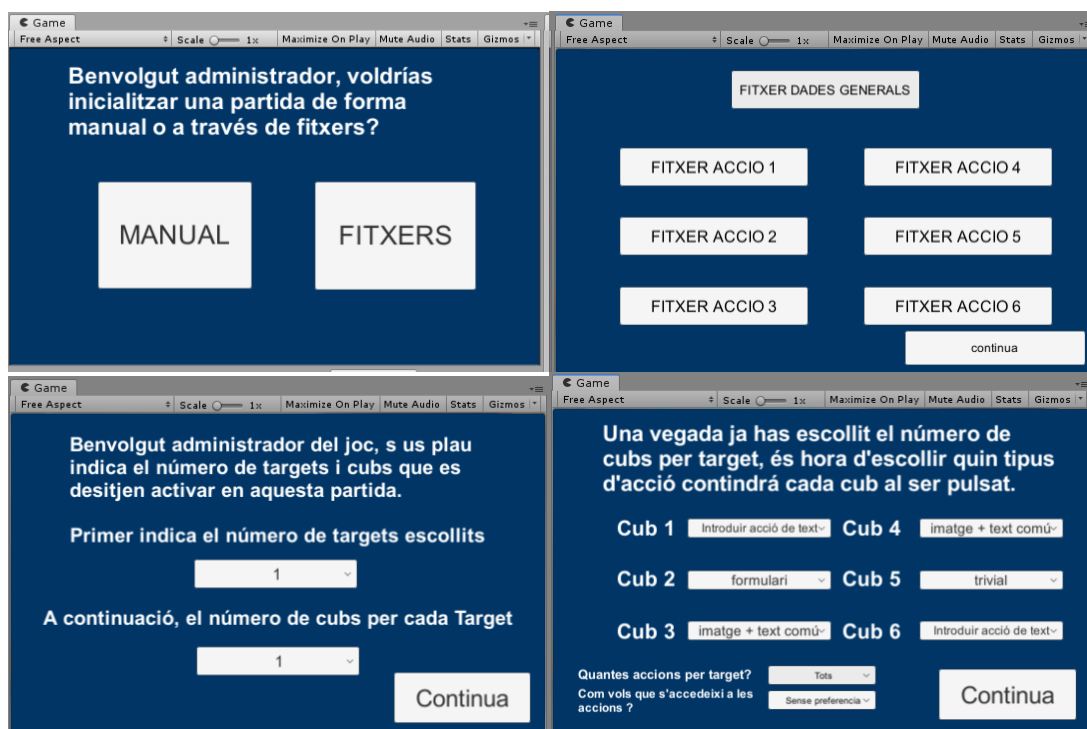 Game
Free Aspect Scale 1x Maximize On Play Mute Audio Stats Gizmos
Benvolgut administrador, voldrías
inicialitzar una partida de forma
manual o a través de fitxers?
MANUAL FITXERS
Game
Free Aspect Scale 1x Maximize On Play Mute Audio Stats Gizmos
FITXER DADES GENERALS
FITXER ACCIO 1 FITXER ACCIO 4
FITXER ACCIO 2 FITXER ACCIO 5
FITXER ACCIO 3 FITXER ACCIO 6
continua
Game
Free Aspect Scale 1x Maximize On Play Mute Audio Stats Gizmos
Benvolgut administrador del joc, s us plau
indica el número de targets i cubs que es
desitjen activar en aquesta partida.
Primer indica el número de targets escollits
1
A continuació, el número de cubs per cada Target
1
Continua
Game
Free Aspect Scale 1x Maximize On Play Mute Audio Stats Gizmos
Una vegada ja has escollit el número de
cubs per target, és hora d'escollir quin tipus
d'acció contindrá cada cub al ser pulsat.
Cub 1 Introduir acció de text Cub 4 imatge + text comú
Cub 2 formulari Cub 5 trivial
Cub 3 imatge + text comú Cub 6 Introduir acció de text
Quantes accions per target? Tots
Com vols que s'accedeixi a les
accions ? Sense preferencia
Continua